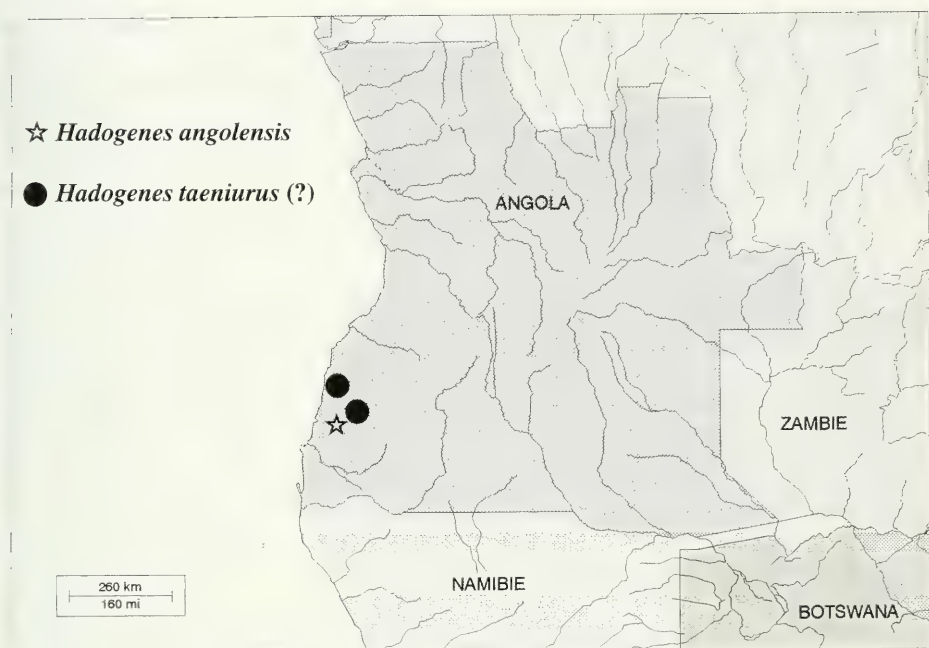 ☆ Hadogenes angolensis
● Hadogenes taeniurus (?)
ANGOLA
ZAMBIE
NAMIBIE
BOTSWANA
260 km
160 mi